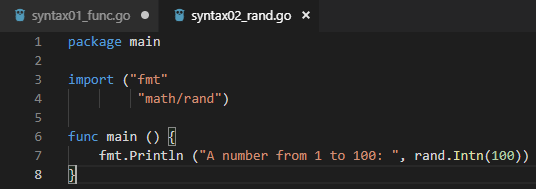 syntax01_func.go syntax02_rand.go
1 package main
2
3 import ("fmt"
4 "math/rand")
5
6 func main () {
7 fmt.Println ("A number from 1 to 100: ", rand.Intn(100))
8 }